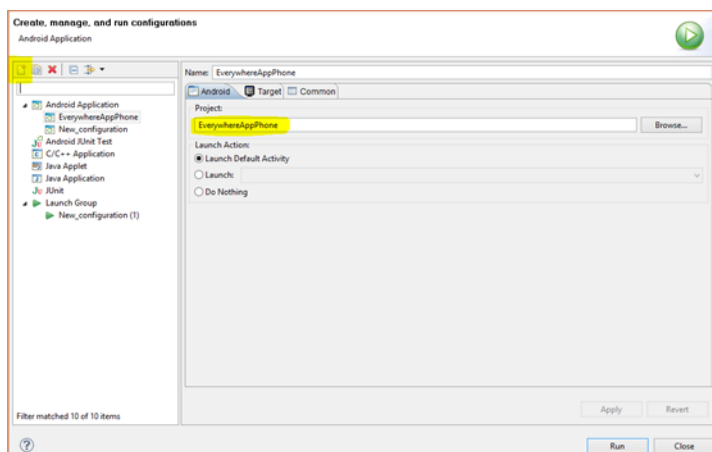 Create, manage, and run configurations
Android Application
Name: EverywhereAppPhone
Android Target Common
Android Application
EverywhereAppPhone
New_configuration
Android JUnit Test
C/C++ Application
Java Applet
Java Application
JUnit
Launch Group
New_configuration (1)
Project:
EverywhereAppPhone Browse...
Launch Action:
Launch Default Activity
Launch:
Do Nothing
Filter matched 10 of 10 items
Apply Revert
Run Close